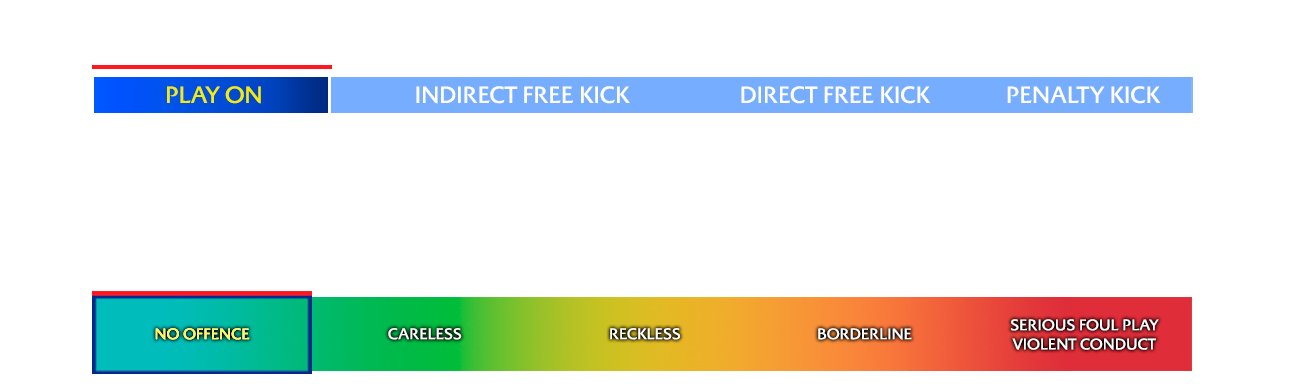 PLAY ON INDIRECT FREE KICK DIRECT FREE KICK PENALTY KICK
NO OFFENCE CARELESS RECKLESS BORDERLINE SERIOUS FOUL PLAY
VIOLENT CONDUCT